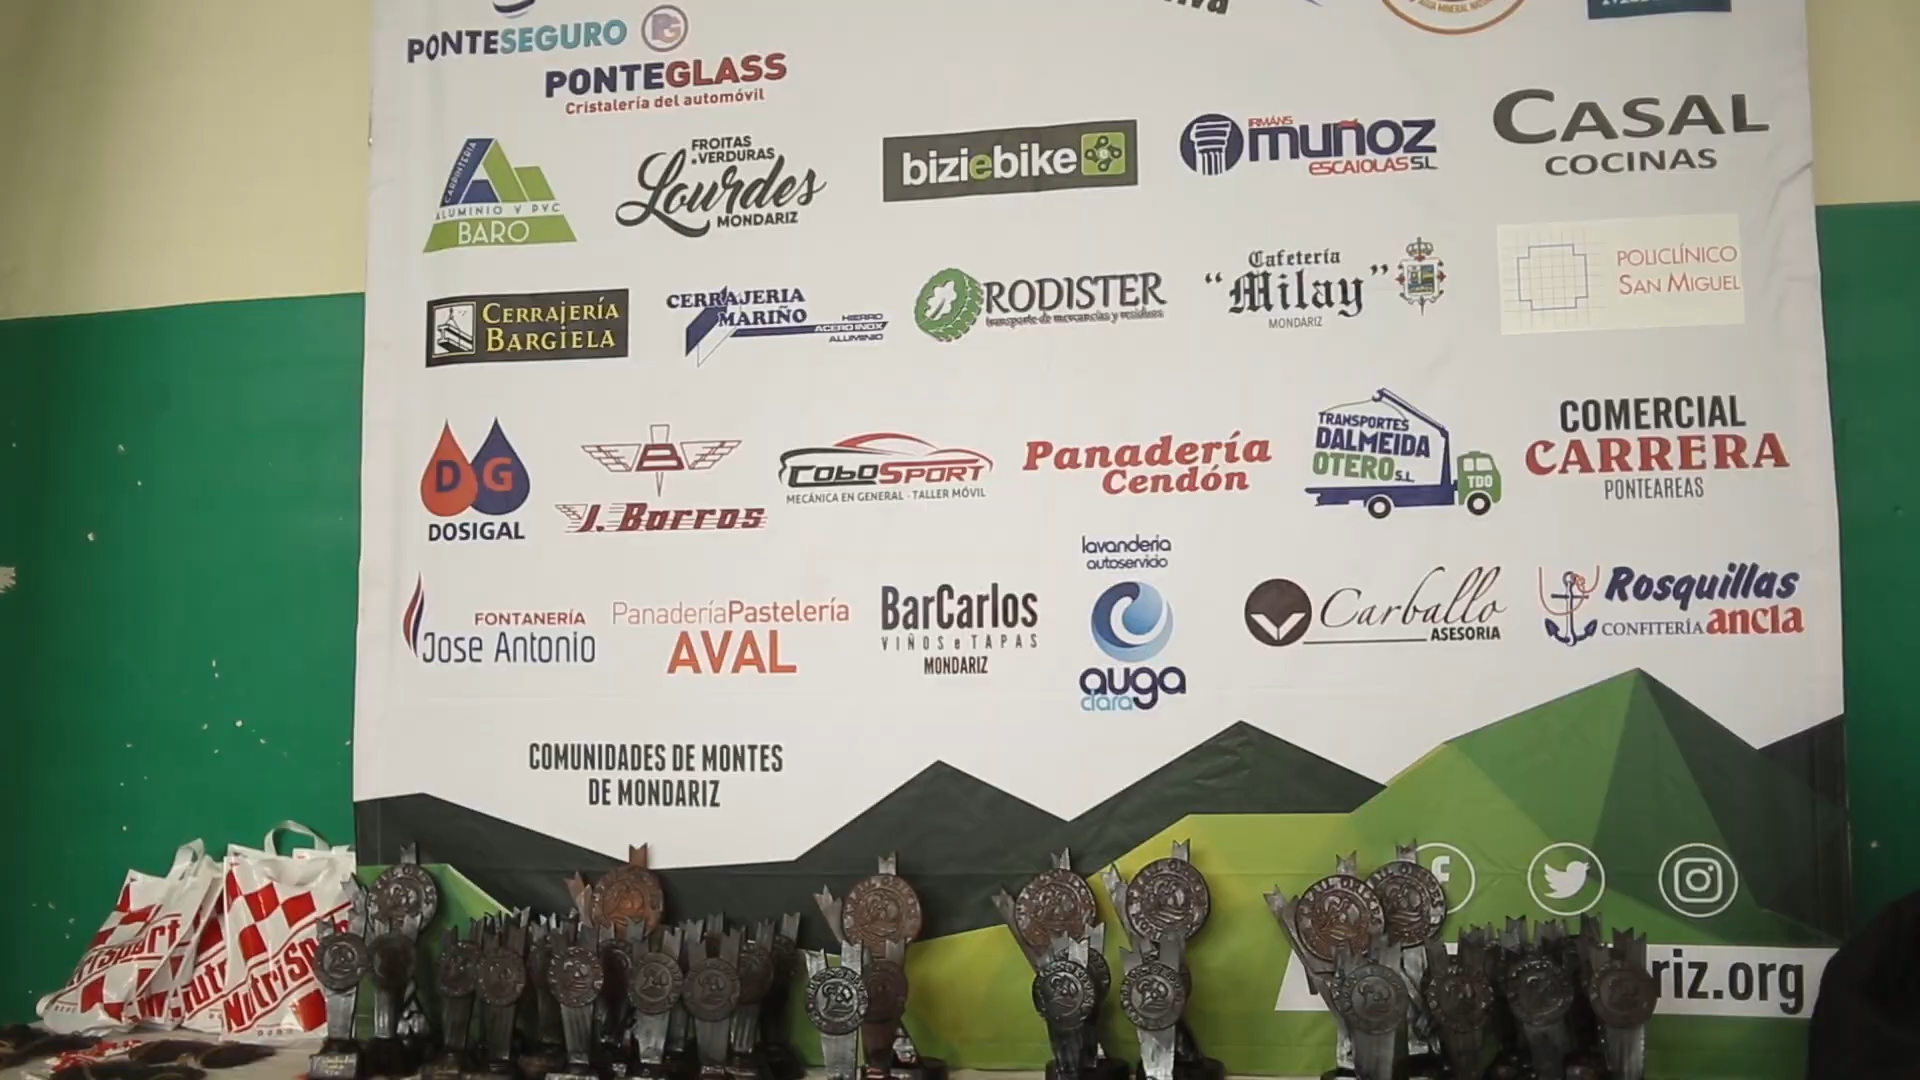 PONTESEGURO
PG
PONTEGLASS
Cristalería del automóvil
CARPINTERIA
ALUMINIO Y PVC
BARO
FROITAS
e VERDURAS
Lourdes
MONDARIZ
biziebike
IRMÁNS
MUÑOZ
ESCAIOLAS S.L
CASAL
COCINAS
CERRAJERÍA
BARGIELA
CERRAJERIA
MARIÑO
HIERRO
ACERO INOX
ALUMINIO
RODISTER
transporte de mercancías y residuos
Cafetería
"Milay"
MONDARIZ
POLICLÍNICO
SAN MIGUEL
DG
DOSIGAL
B
J. Barros
COBOSPORT
MECÁNICA EN GENERAL - TALLER MÓVIL
Panadería
Cendón
TRANSPORTES
DALMEIDA
OTERO S.L
TDO
COMERCIAL
CARRERA
PONTEAREAS
FONTANERÍA
Jose Antonio
PanaderíaPastelería
AVAL
BarCarlos
VIÑOS e TAPAS
MONDARIZ
lavanderia
autoservicio
auga
clara
Carballo
ASESORIA
Rosquillas
CONFITERÍA ancla
COMUNIDADES DE MONTES
DE MONDARIZ
riz.org
NutriSport